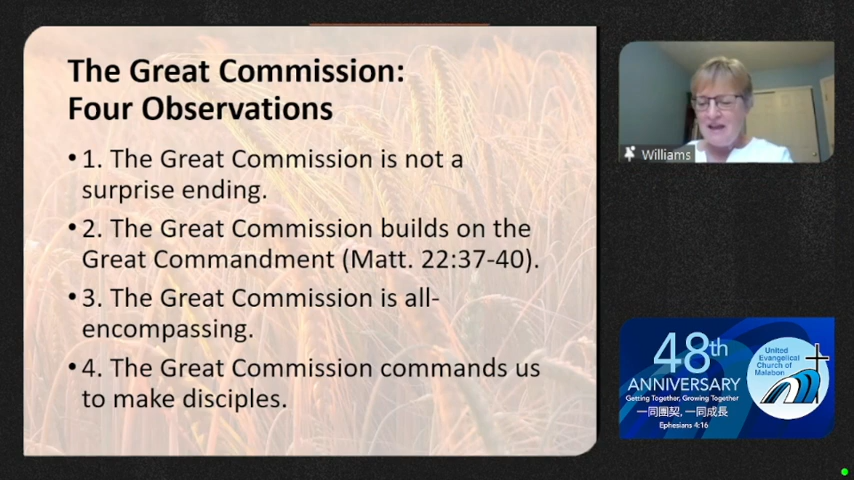 The Great Commission:
Four Observations
• 1. The Great Commission is not a
surprise ending.
• 2. The Great Commission builds on the
Great Commandment (Matt. 22:37-40).
• 3. The Great Commission is all-
encompassing.
• 4. The Great Commission commands us
to make disciples.
Williams
48th
ANNIVERSARY
Getting Together, Growing Together
一同團契, 一同成長
Ephesians 4:16
United
Evangelical
Church of
Malabon